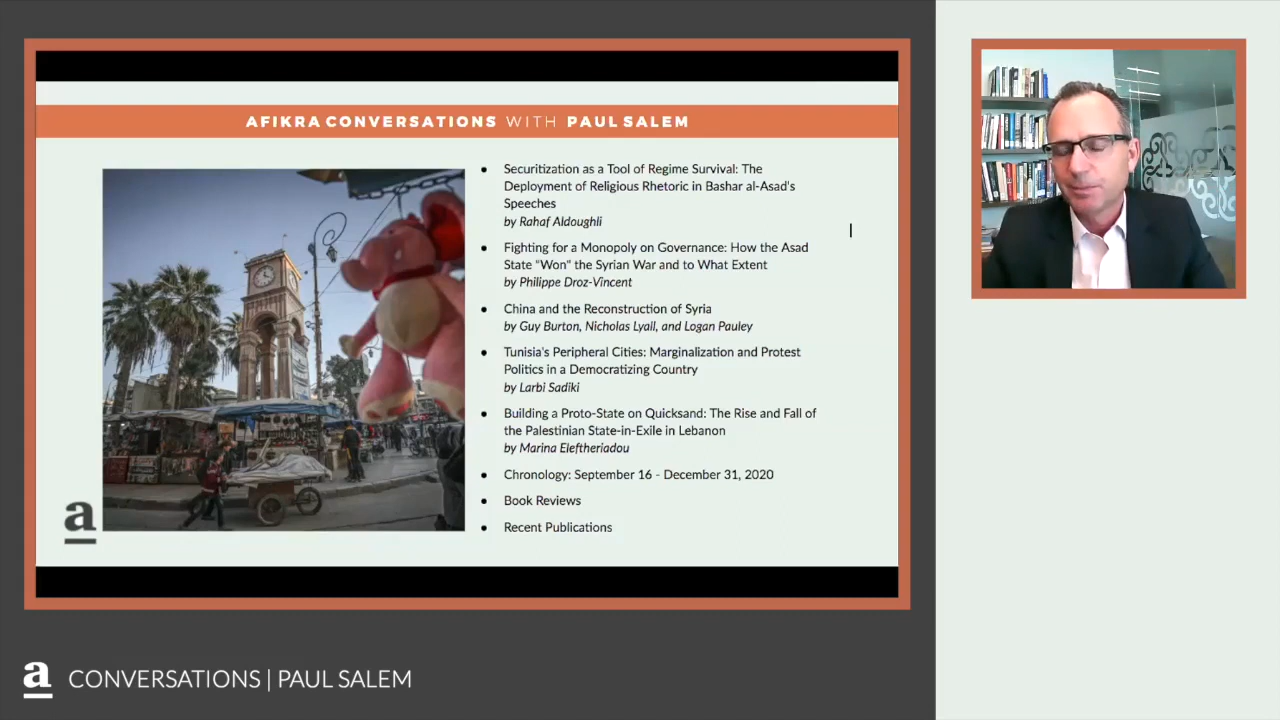 AFIKRA CONVERSATIONS WITH PAUL SALEM
● Securitization as a Tool of Regime Survival: The
Deployment of Religious Rhetoric in Bashar al-Asad's
Speeches
by Rahaf Aldoughli
● Fighting for a Monopoly on Governance: How the Asad
State "Won" the Syrian War and to What Extent
by Philippe Droz-Vincent
● China and the Reconstruction of Syria
by Guy Burton, Nicholas Lyall, and Logan Pauley
● Tunisia's Peripheral Cities: Marginalization and Protest
Politics in a Democratizing Country
by Larbi Sadiki
● Building a Proto-State on Quicksand: The Rise and Fall of
the Palestinian State-in-Exile in Lebanon
by Marina Eleftheriadou
● Chronology: September 16 - December 31, 2020
● Book Reviews
● Recent Publications
a
a CONVERSATIONS | PAUL SALEM